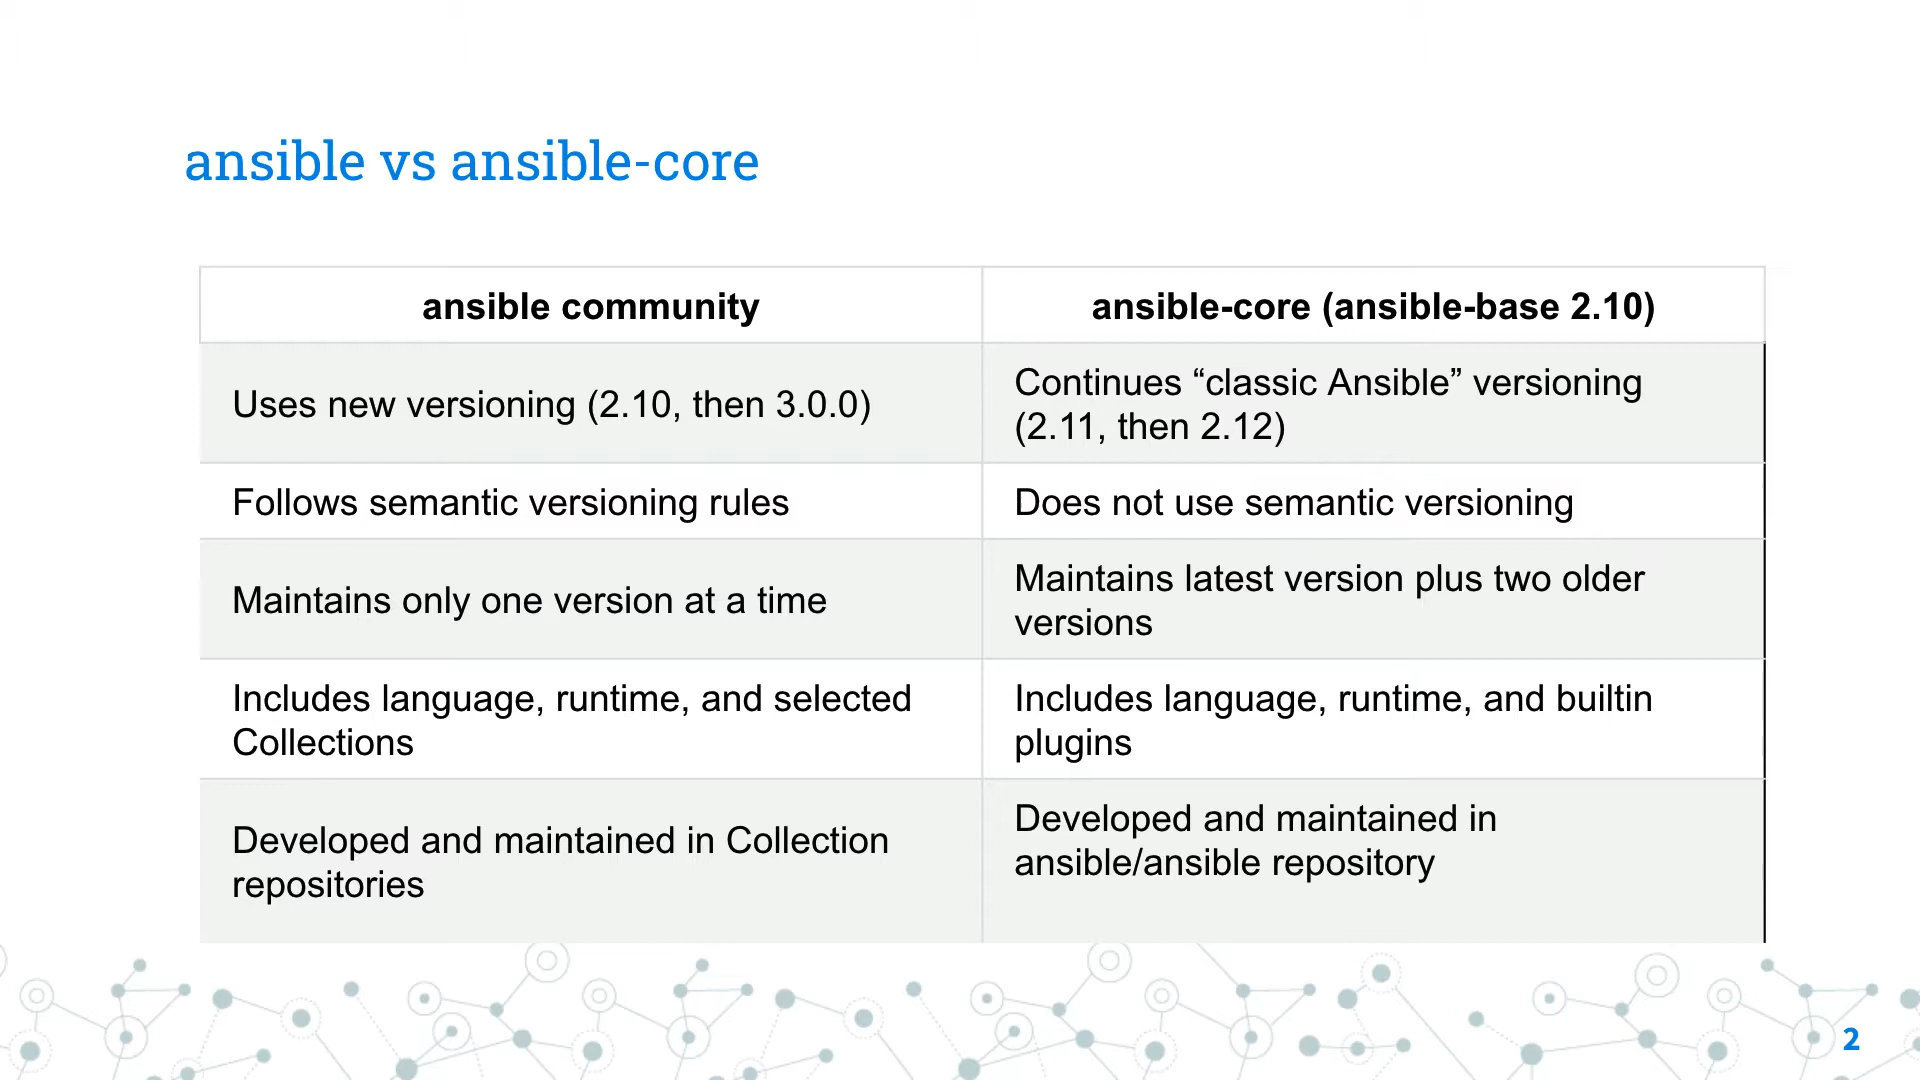 ansible vs ansible-core
ansible community
ansible-core (ansible-base 2.10)
Uses new versioning (2.10, then 3.0.0)
Continues “classic Ansible” versioning
(2.11, then 2.12)
Follows semantic versioning rules
Does not use semantic versioning
Maintains only one version at a time
Maintains latest version plus two older
versions
Includes language, runtime, and selected
Collections
Includes language, runtime, and builtin
plugins
Developed and maintained in Collection
repositories
Developed and maintained in
ansible/ansible repository
2